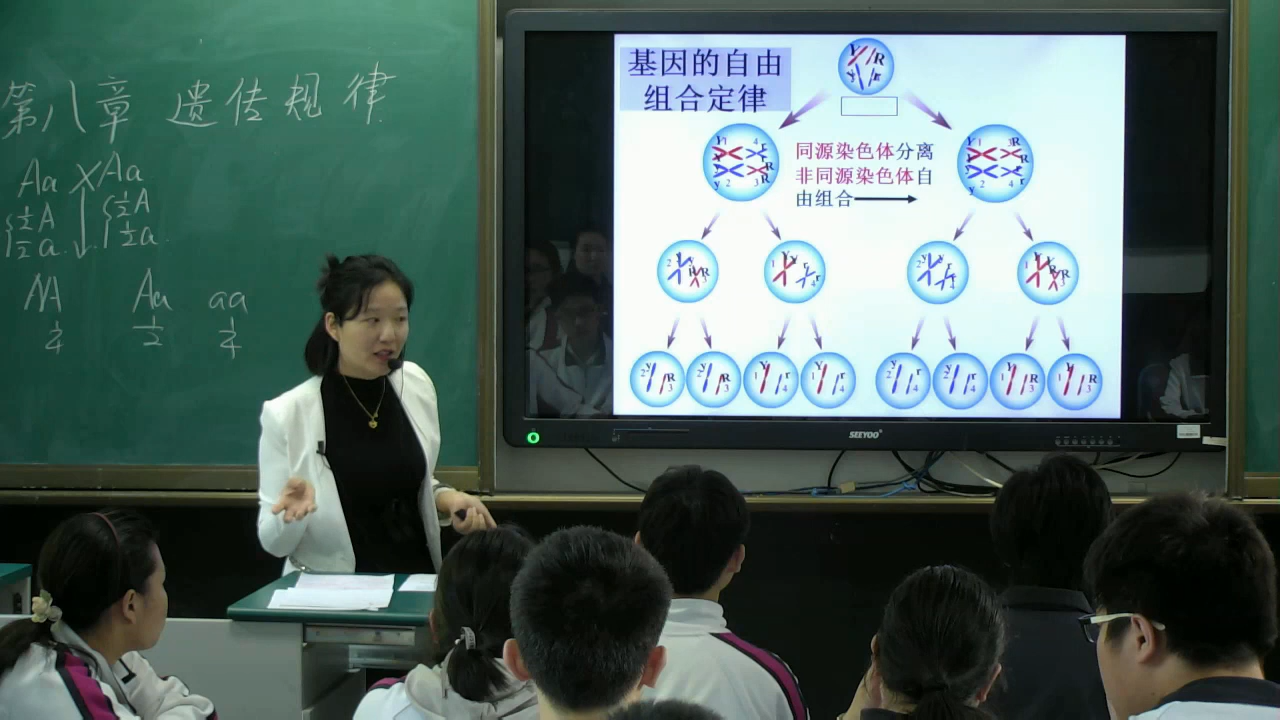 第八章 遗传规律
Aa × Aa
{½A {½A
½a ½a
AA Aa aa
¼ ½ ¼
基因的自由
组合定律
同源染色体分离
非同源染色体自
由组合
SEEYOO